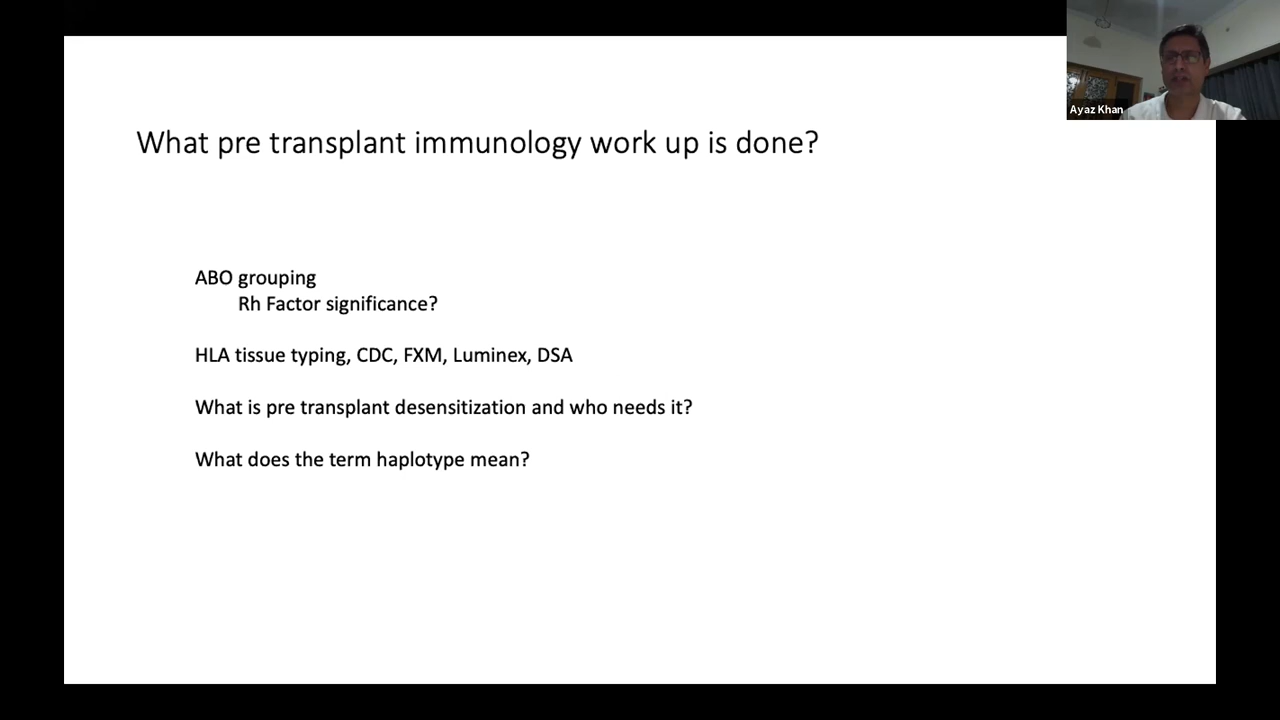 Ayaz Khan
What pre transplant immunology work up is done?
ABO grouping
Rh Factor significance?
HLA tissue typing, CDC, FXM, Luminex, DSA
What is pre transplant desensitization and who needs it?
What does the term haplotype mean?